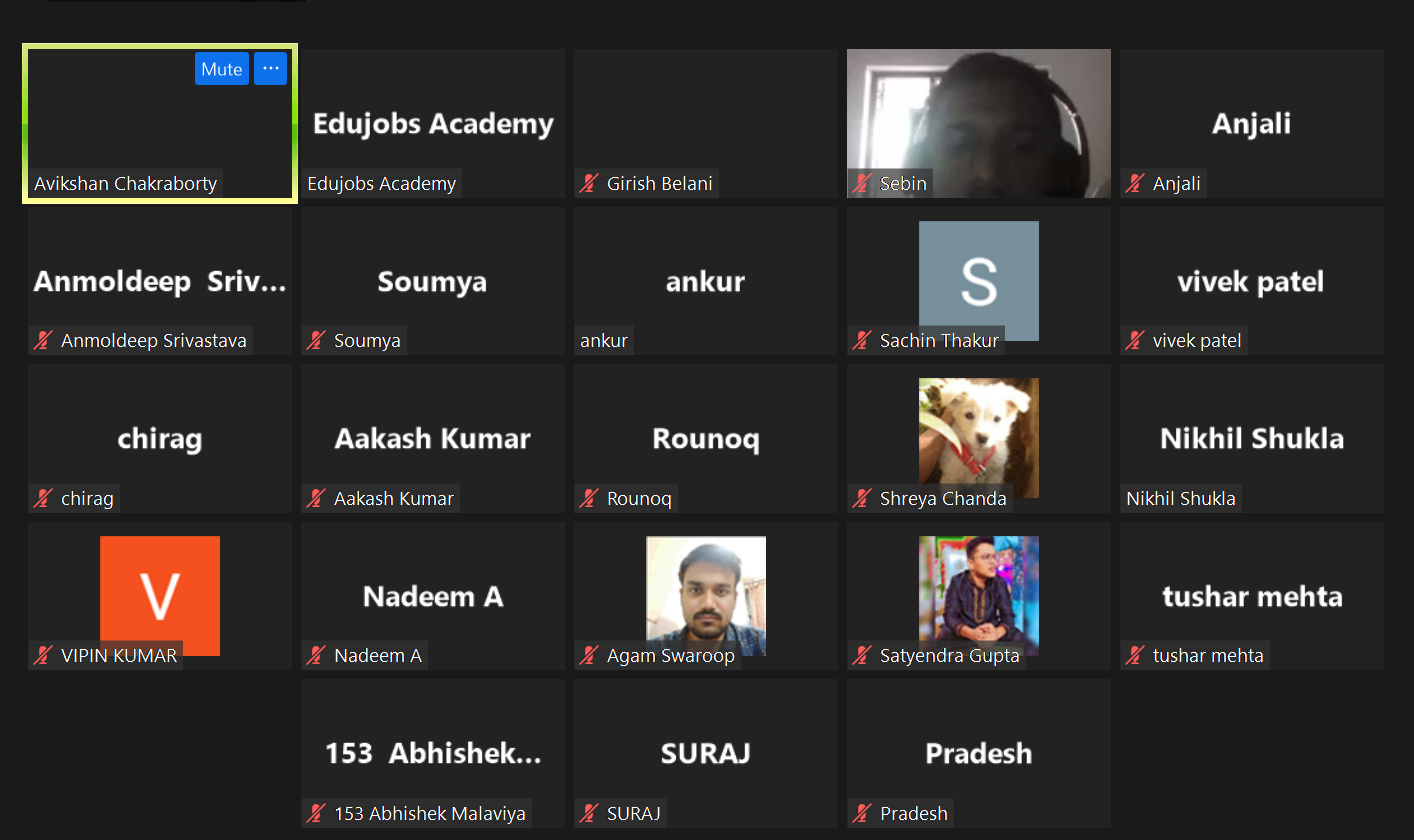 Mute ...
Avikshan Chakraborty
Edujobs Academy
Edujobs Academy
Girish Belani
Sebin
Anjali
Anjali
Anmoldeep Sriv...
Anmoldeep Srivastava
Soumya
Soumya
ankur
ankur
S
Sachin Thakur
vivek patel
vivek patel
chirag
chirag
Aakash Kumar
Aakash Kumar
Rounoq
Rounoq
Shreya Chanda
Nikhil Shukla
Nikhil Shukla
V
VIPIN KUMAR
Nadeem A
Nadeem A
Agam Swaroop
Satyendra Gupta
tushar mehta
tushar mehta
153 Abhishek...
153 Abhishek Malaviya
SURAJ
SURAJ
Pradesh
Pradesh